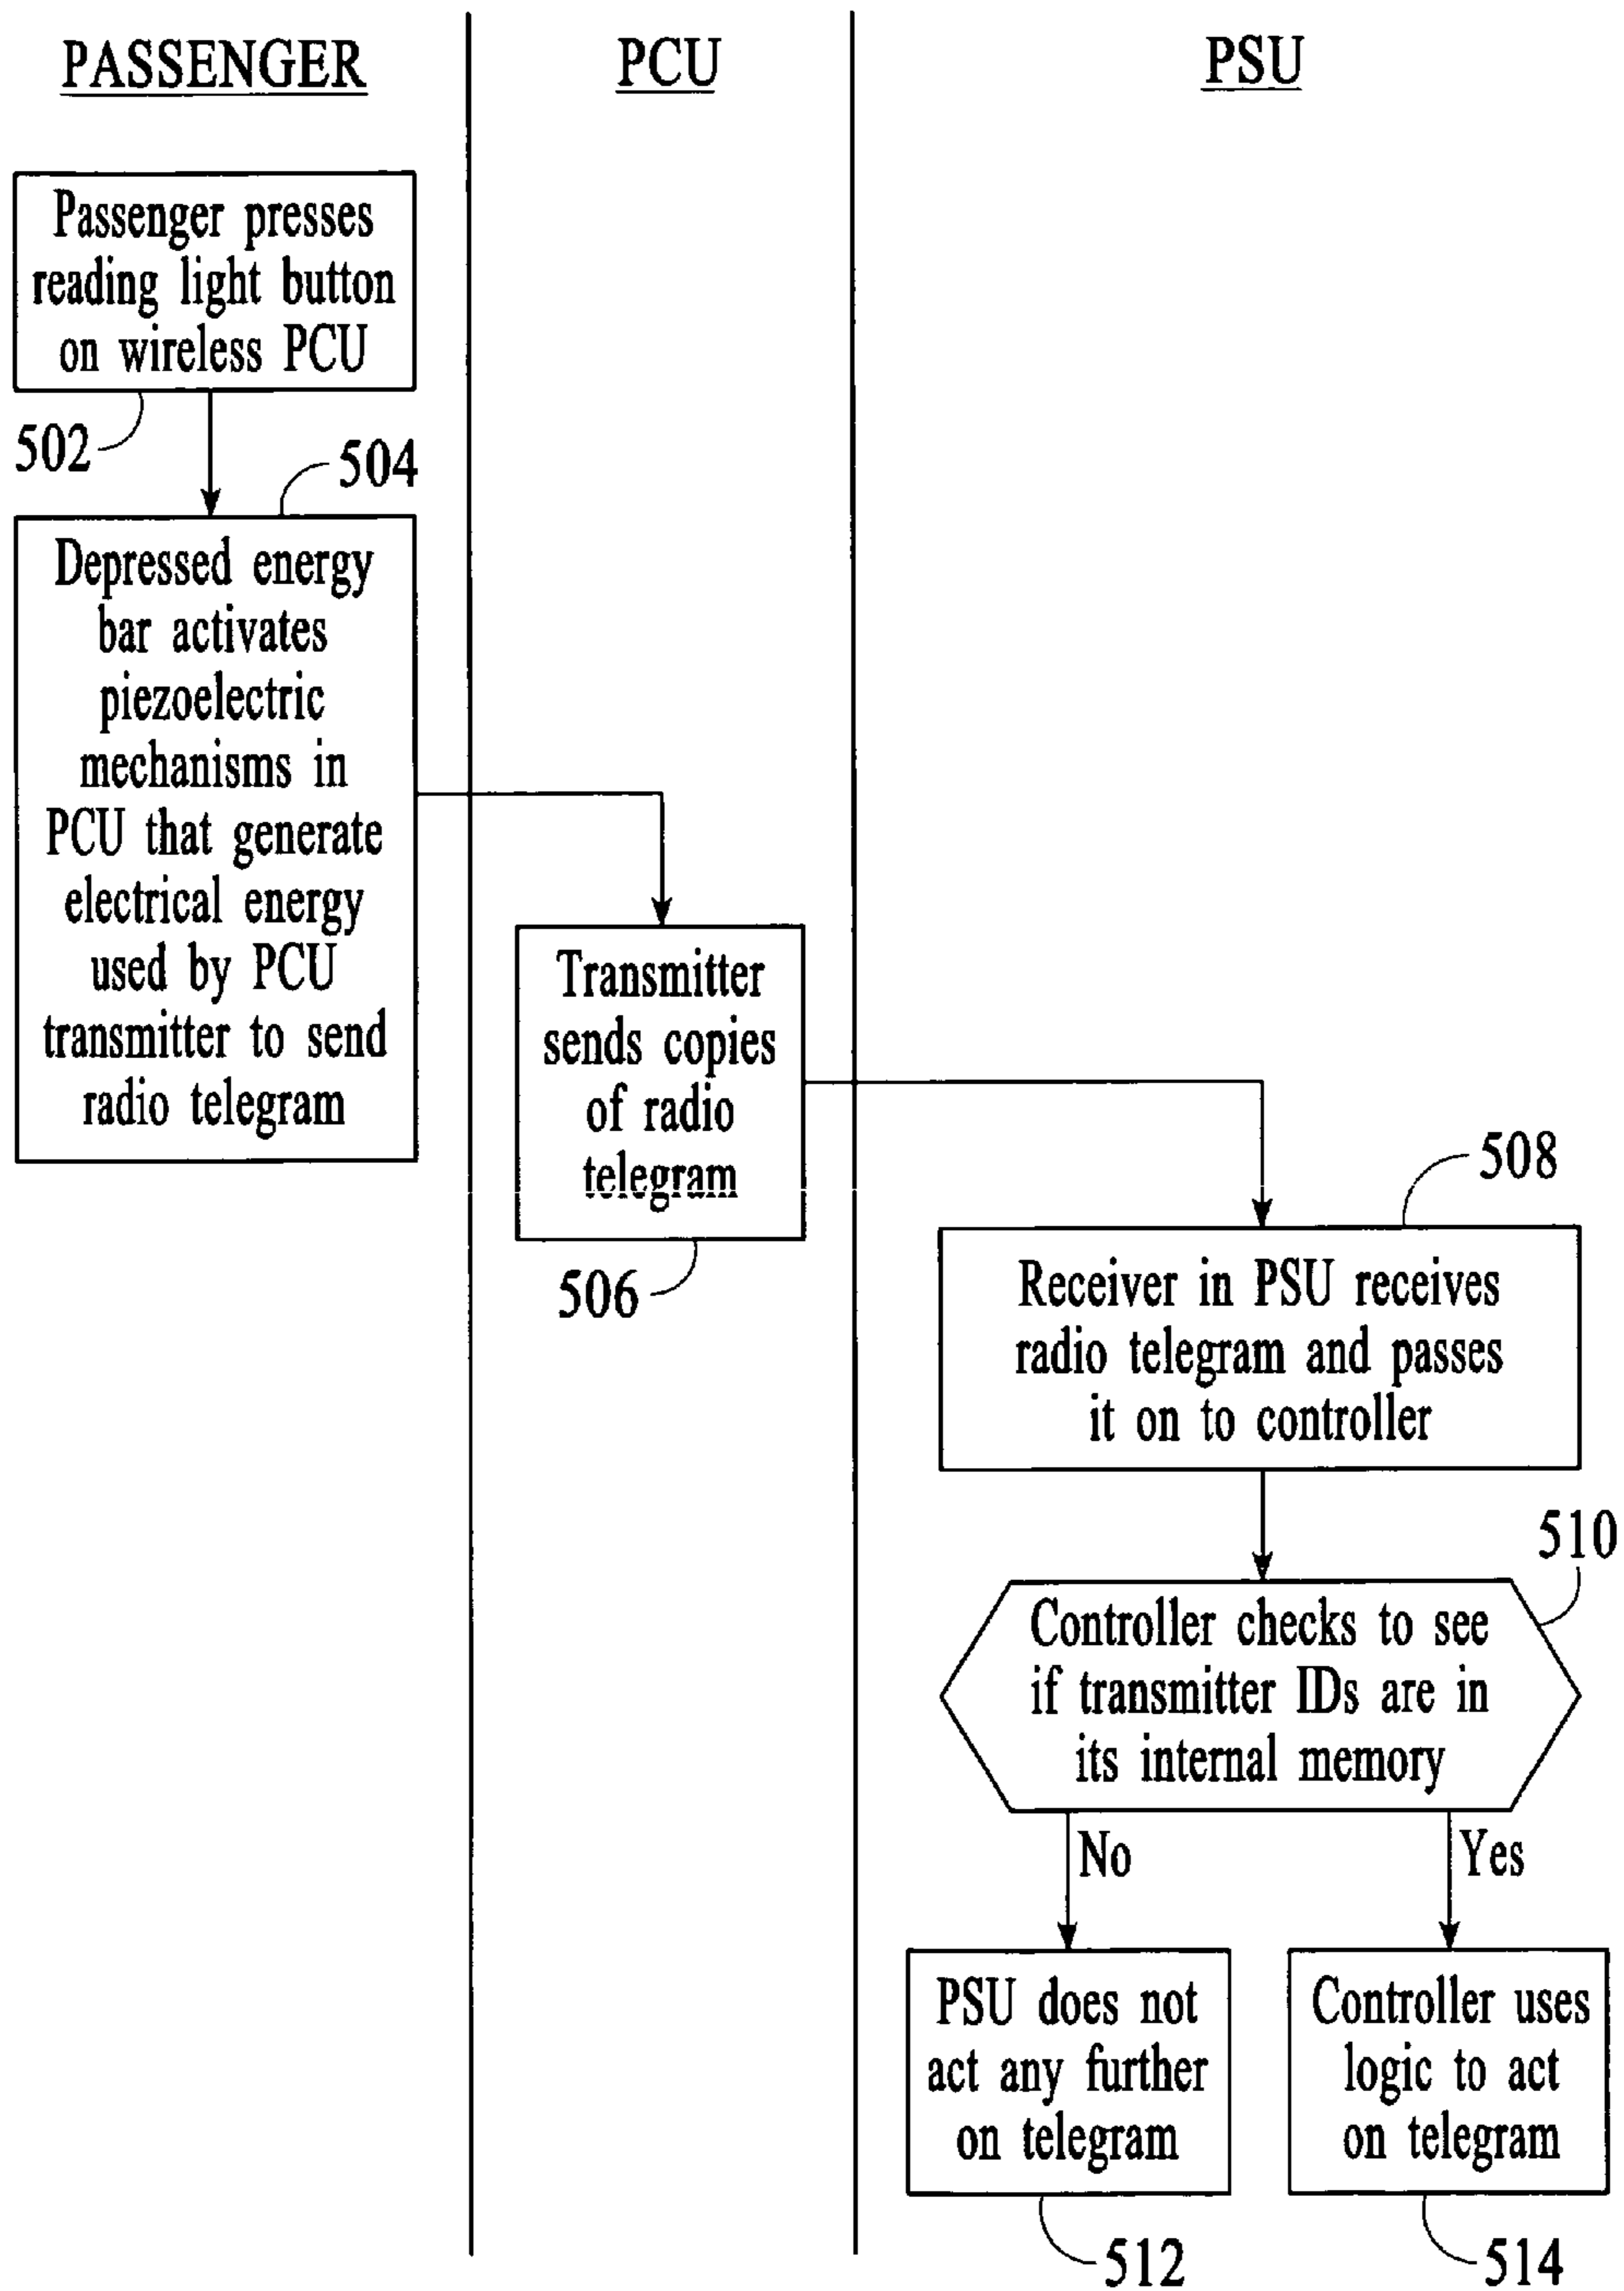 PASSENGER
PCU
PSU
Passenger presses
reading light button
on wireless PCU
502
504
Depressed energy
bar activates
piezoelectric
mechanisms in
PCU that generate
electrical energy
used by PCU
transmitter to send
radio telegram
Transmitter
sends copies
of radio
telegram
506
508
Receiver in PSU receives
radio telegram and passes
it on to controller
510
Controller checks to see
if transmitter IDs are in
its internal memory
No
Yes
PSU does not
act any further
on telegram
512
Controller uses
logic to act
on telegram
514